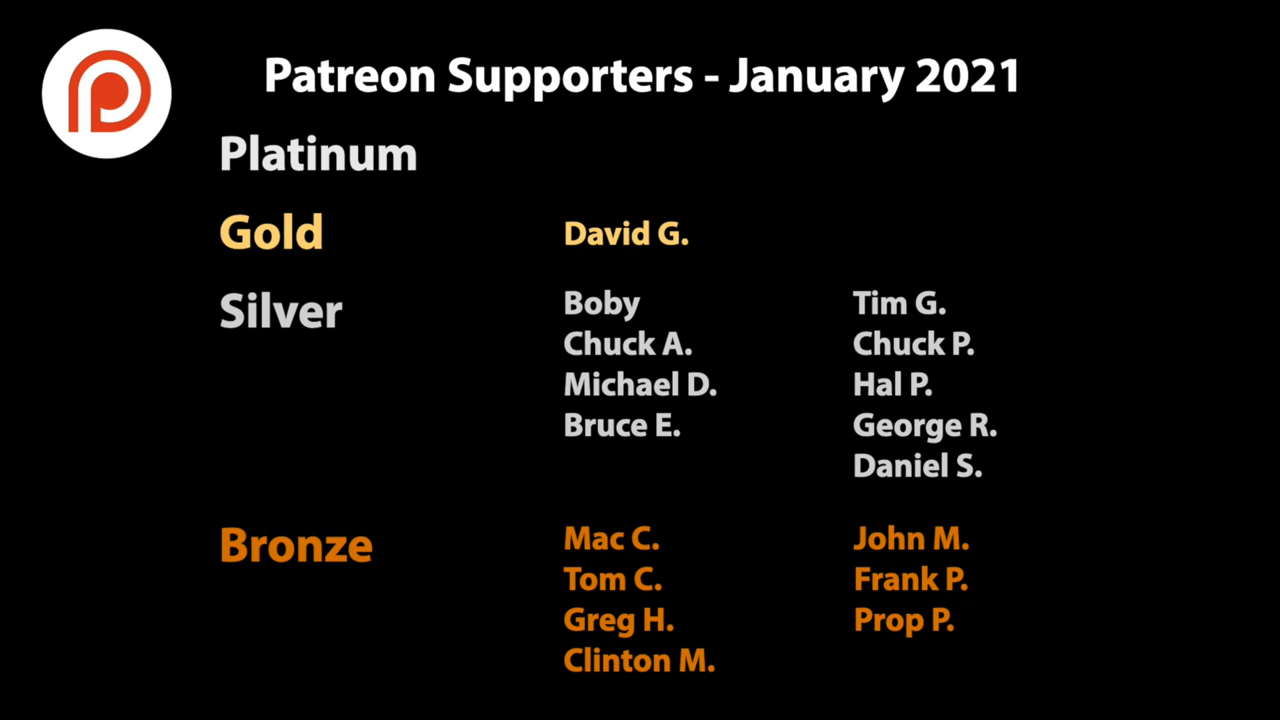 Patreon Supporters - January 2021
Platinum
Gold
David G.
Silver
Boby
Chuck A.
Michael D.
Bruce E.
Tim G.
Chuck P.
Hal P.
George R.
Daniel S.
Bronze
Mac C.
Tom C.
Greg H.
Clinton M.
John M.
Frank P.
Prop P.